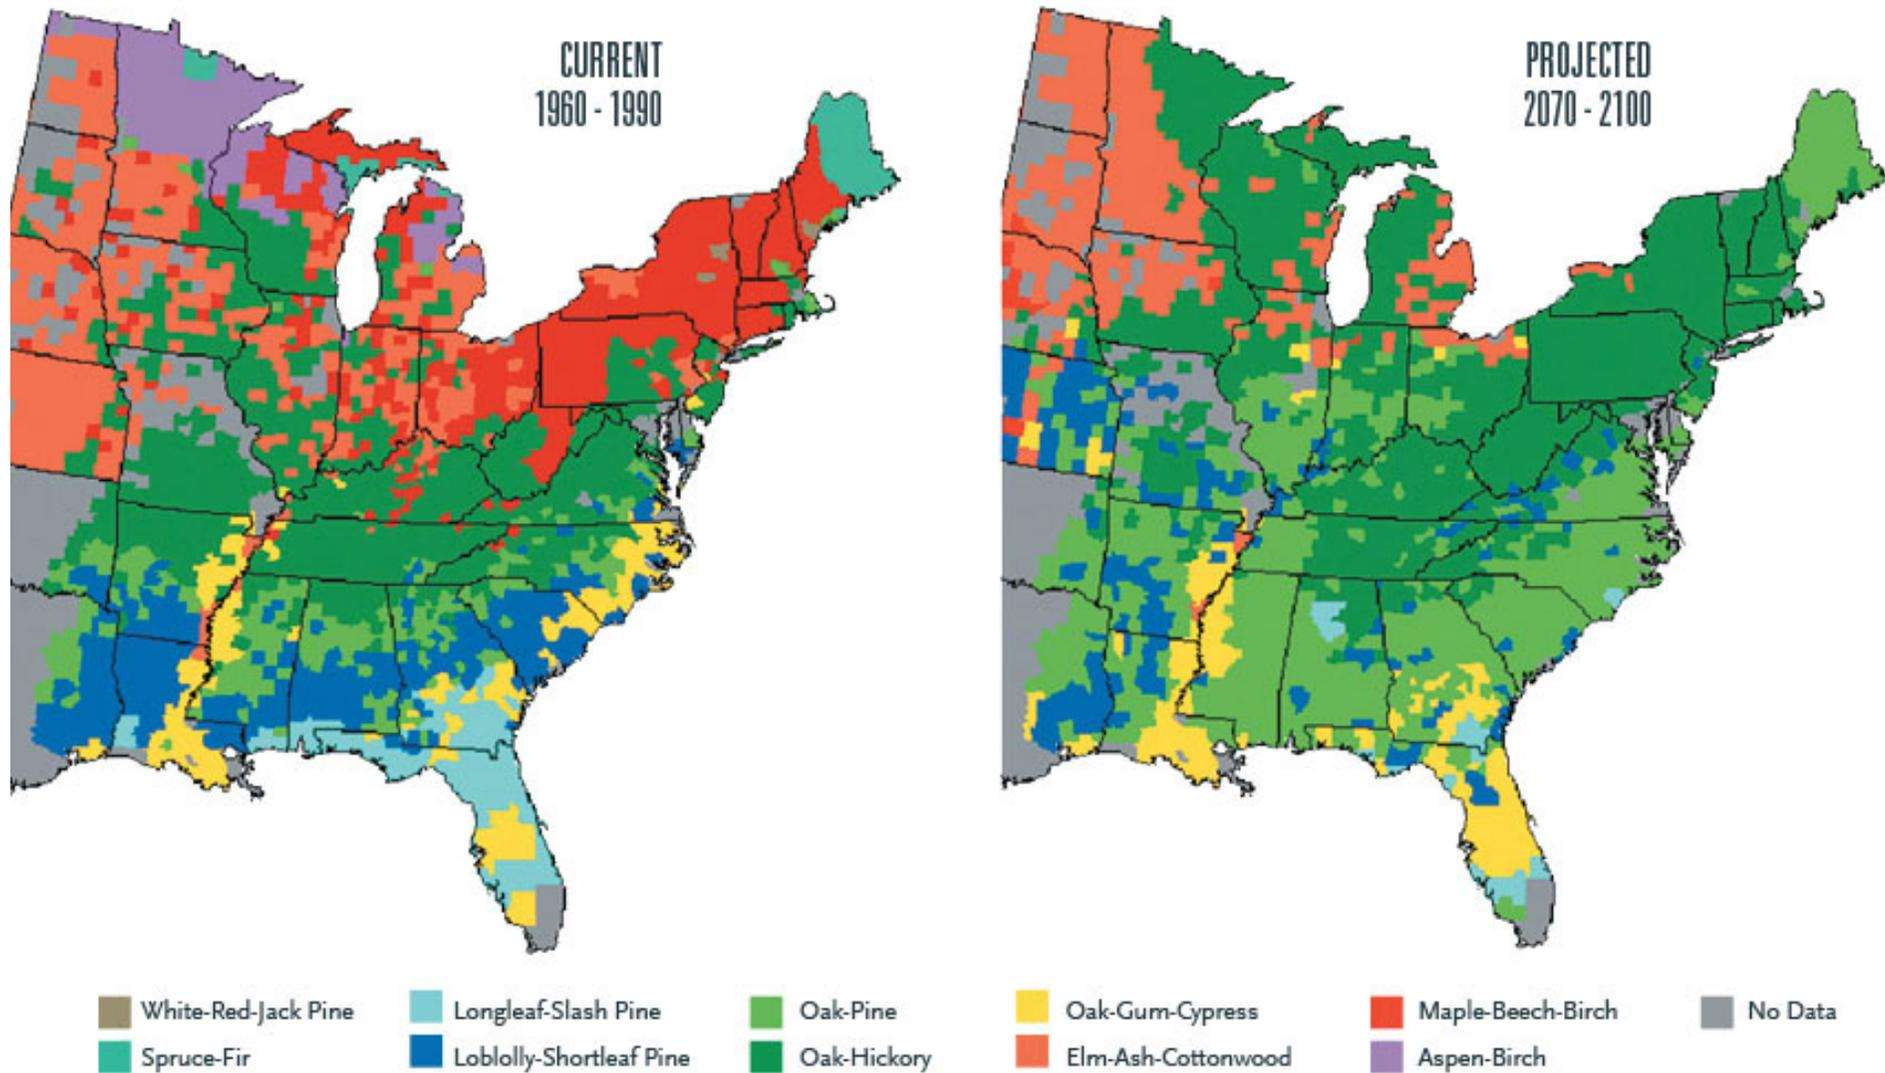 CURRENT
1960 - 1990
PROJECTED
2070 - 2100
White-Red-Jack Pine
Longleaf-Slash Pine
Oak-Pine
Oak-Gum-Cypress
Maple-Beech-Birch
No Data
Spruce-Fir
Loblolly-Shortleaf Pine
Oak-Hickory
Elm-Ash-Cottonwood
Aspen-Birch